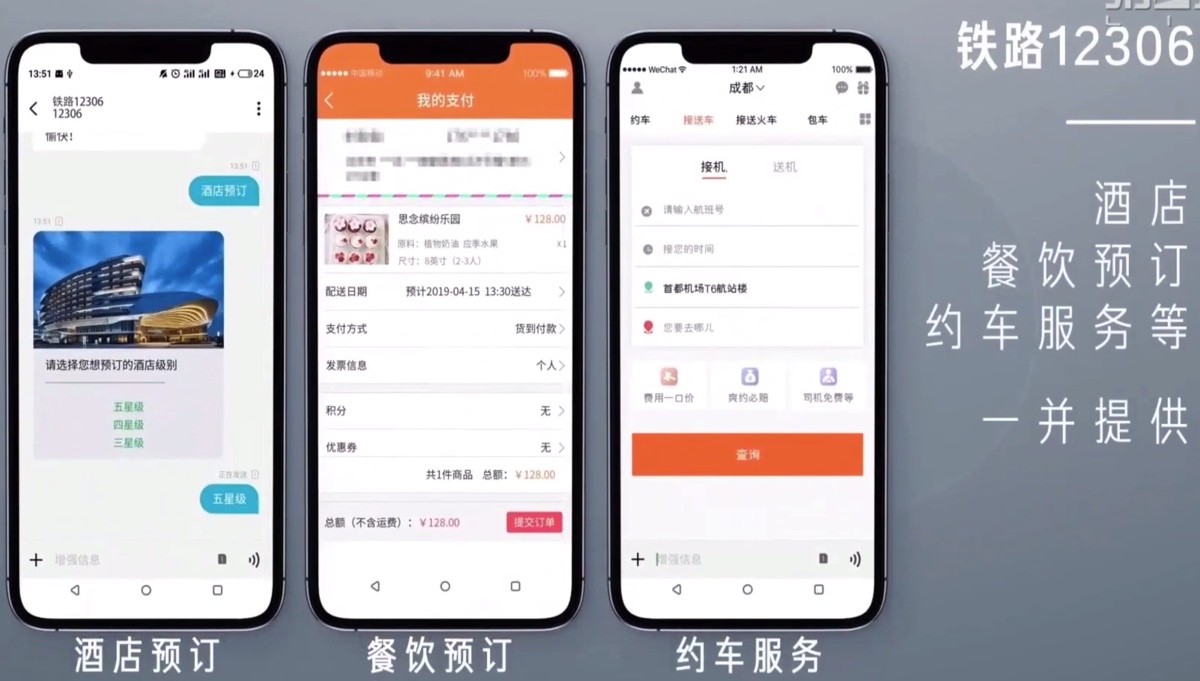 铁路12306
酒店
餐饮预订
约车服务等
一并提供
13:51
24
铁路12306
12306
愉快！
13:51
酒店预订
13:51
请选择您想预订的酒店级别
五星级
四星级
三星级
正在发送
五星级
增强信息
酒店预订
中国移动
9:41 AM
100%
我的支付
思念缤纷乐园
￥128.00
原料：植物奶油 应季水果
x1
尺寸：8英寸（2-3人）
配送日期
预计2019-04-15 13:30送达
支付方式
货到付款
发票信息
个人
积分
无
优惠券
无
共1件商品 总额：￥128.00
总额（不含运费）：￥128.00
提交订单
餐饮预订
WeChat
1:21 AM
100%
成都
约车
接送车
接送火车
包车
接机
送机
请输入航班号
接您的时间
首都机场T6航站楼
您要去哪儿
费用一口价
爽约必赔
司机免费等
查询
增强信息
约车服务